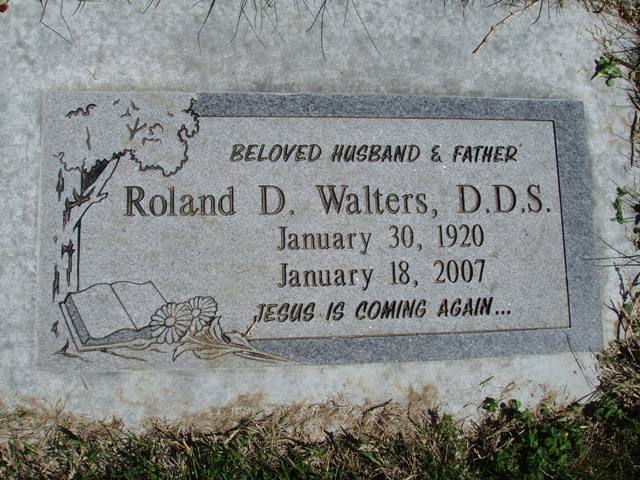 BELOVED HUSBAND & FATHER
Roland D. Walters, D.D.S.
January 30, 1920
January 18, 2007
JESUS IS COMING AGAIN...